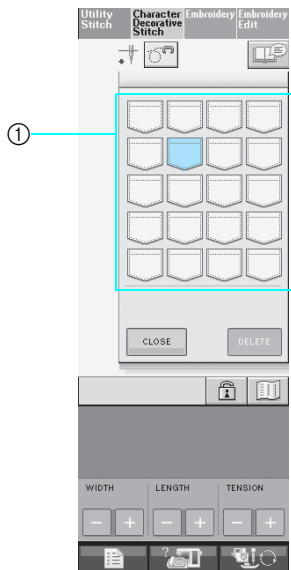 Utility Stitch
Character Decorative Stitch
Embroidery
Embroidery Edit
①
CLOSE
DELETE
WIDTH
LENGTH
TENSION
− +
− +
− +
?